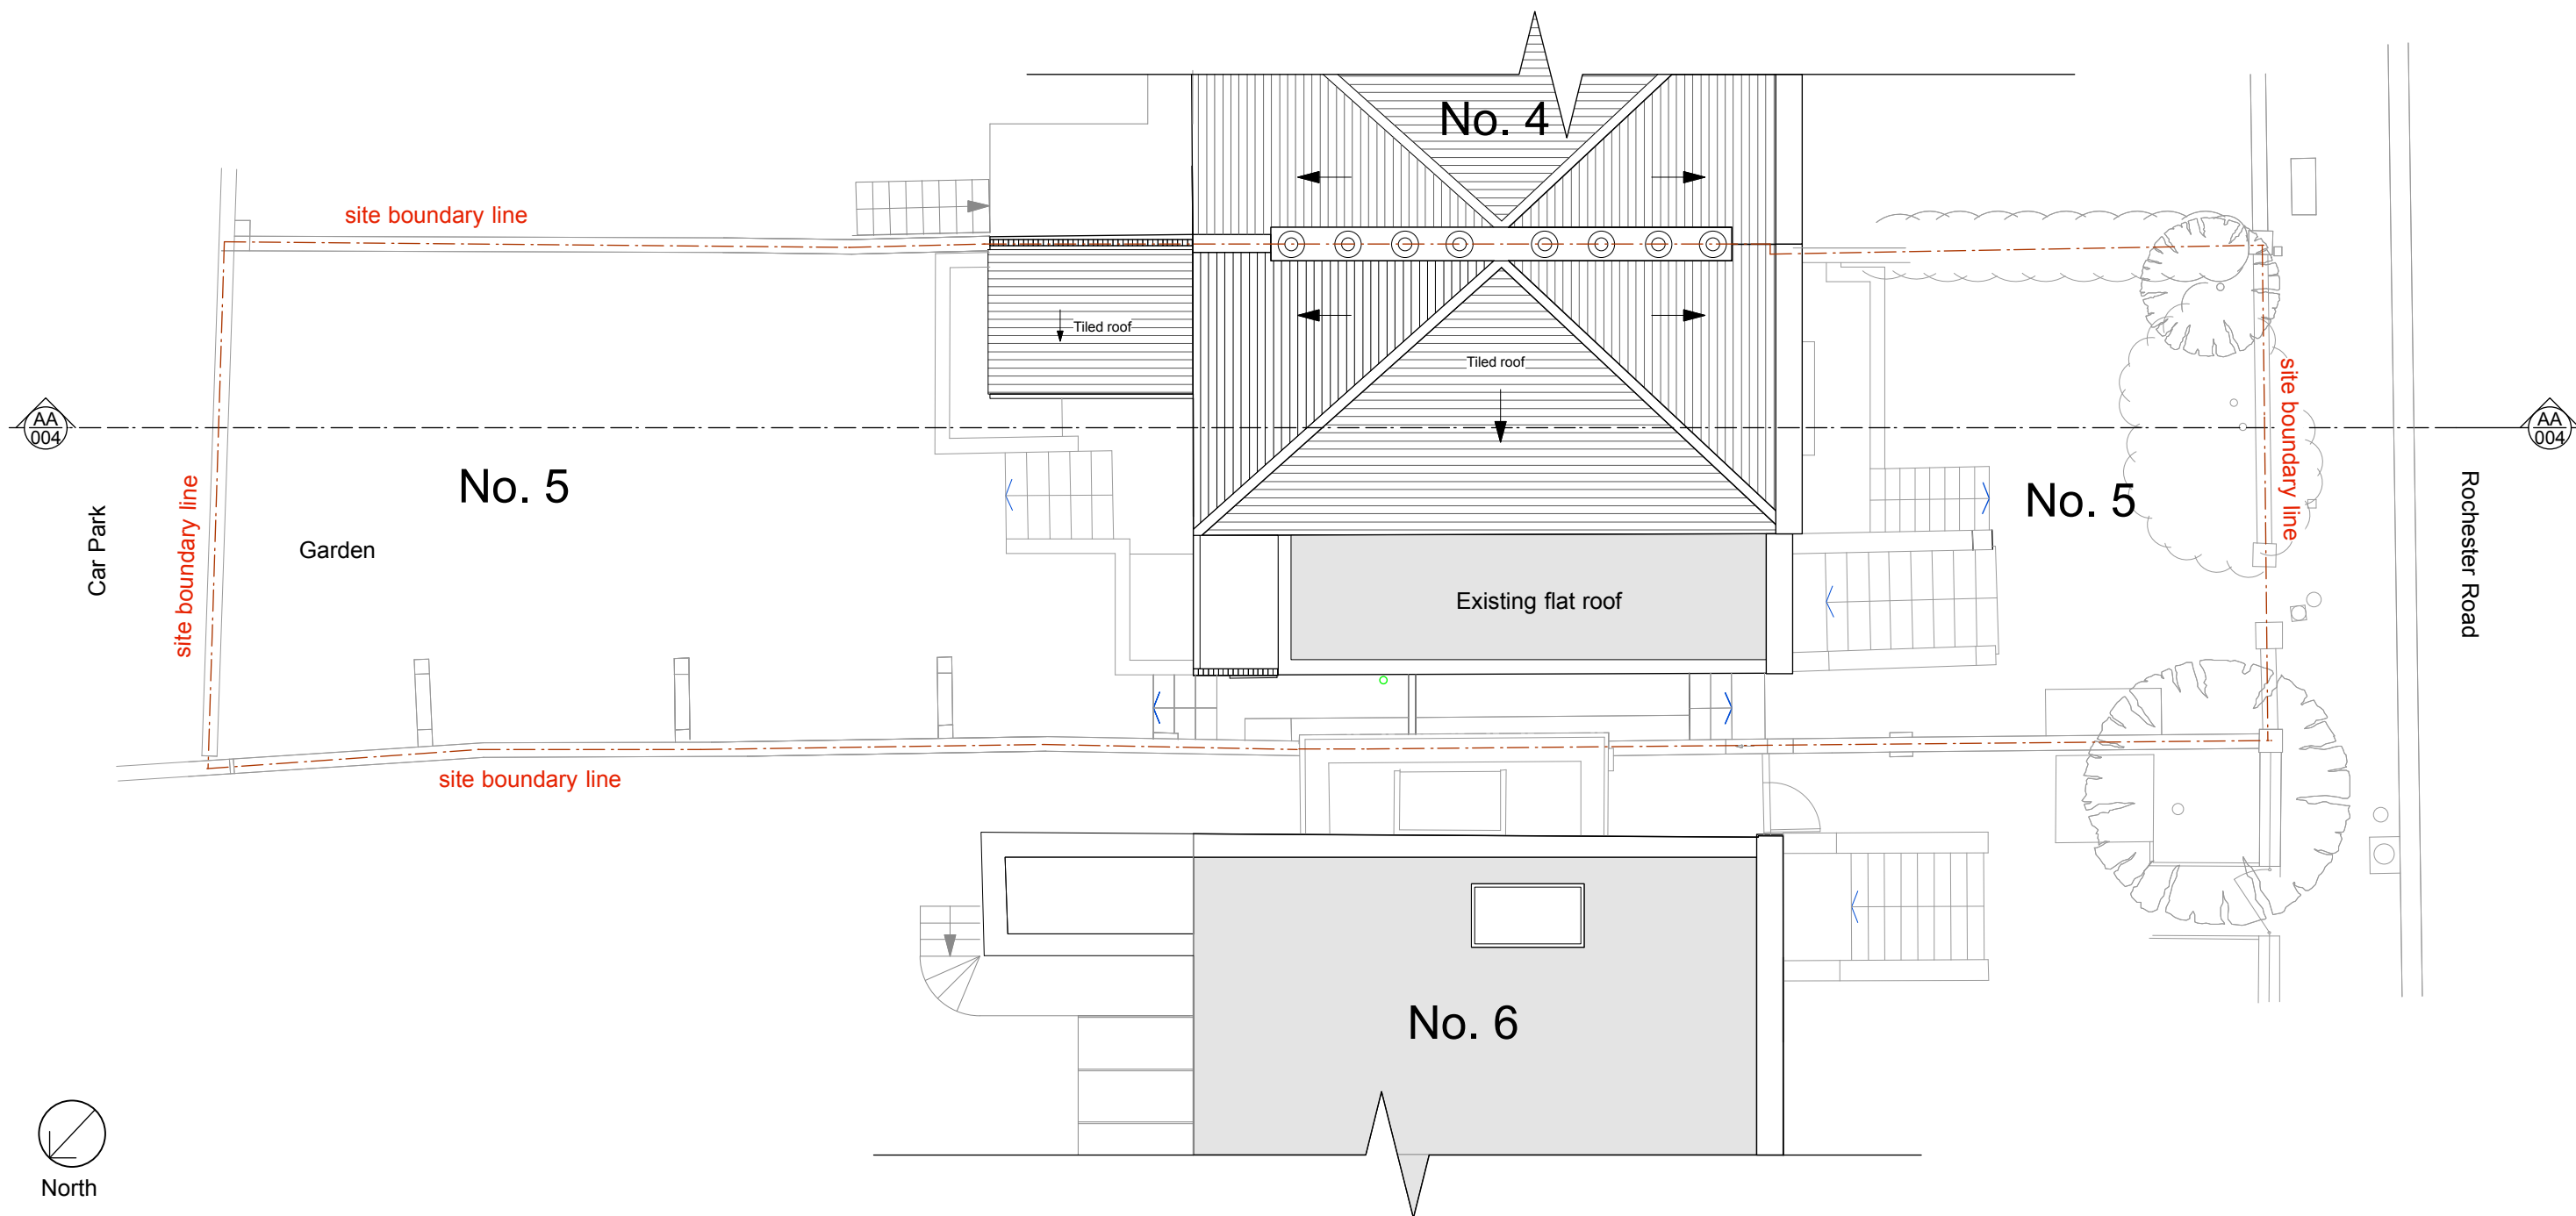 No. 4
site boundary line
Tiled roof
Tiled roof
AA
004
AA
004
site boundary line
No. 5
No. 5
Car Park
site boundary line
Garden
Existing flat roof
Rochester Road
site boundary line
No. 6
North